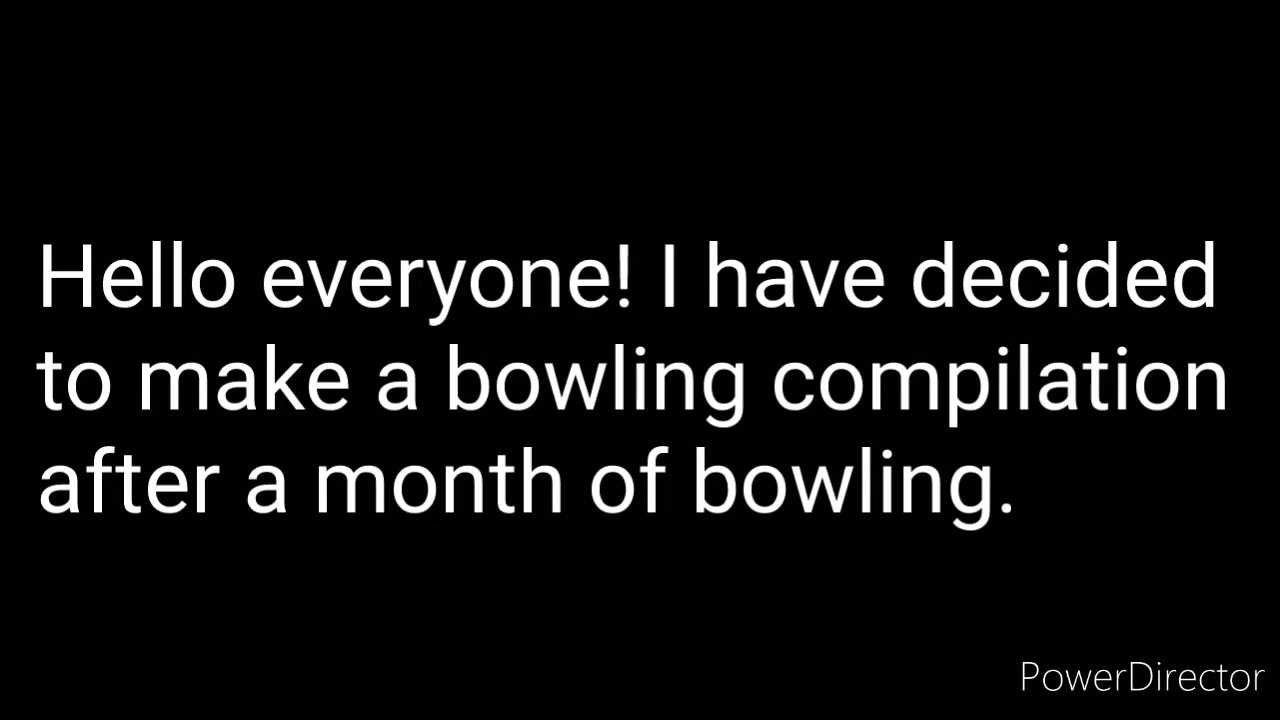 Hello everyone! I have decided
to make a bowling compilation
after a month of bowling.
PowerDirector